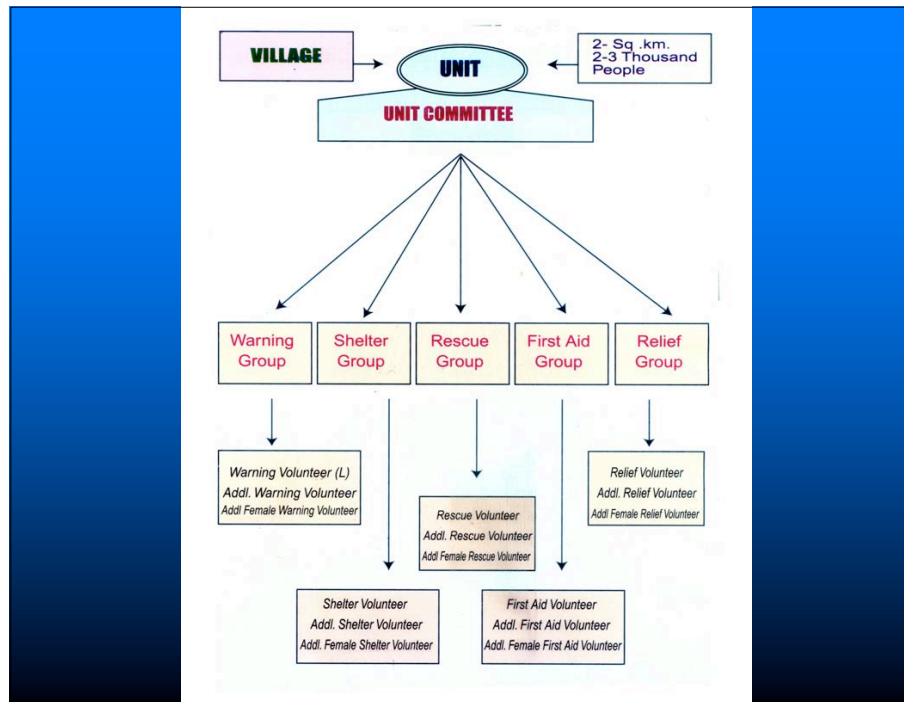 VILLAGE
UNIT
2- Sq .km.
2-3 Thousand
People
UNIT COMMITTEE
Warning
Group
Shelter
Group
Rescue
Group
First Aid
Group
Relief
Group
Warning Volunteer (L)
Addl. Warning Volunteer
Addl Female Warning Volunteer
Relief Volunteer
Addl. Relief Volunteer
Addl Female Relief Volunteer
Rescue Volunteer
Addl. Rescue Volunteer
Addl Female Rescue Volunteer
Shelter Volunteer
Addl. Shelter Volunteer
Addl. Female Shelter Volunteer
First Aid Volunteer
Addl. First Aid Volunteer
Addl. Female First Aid Volunteer